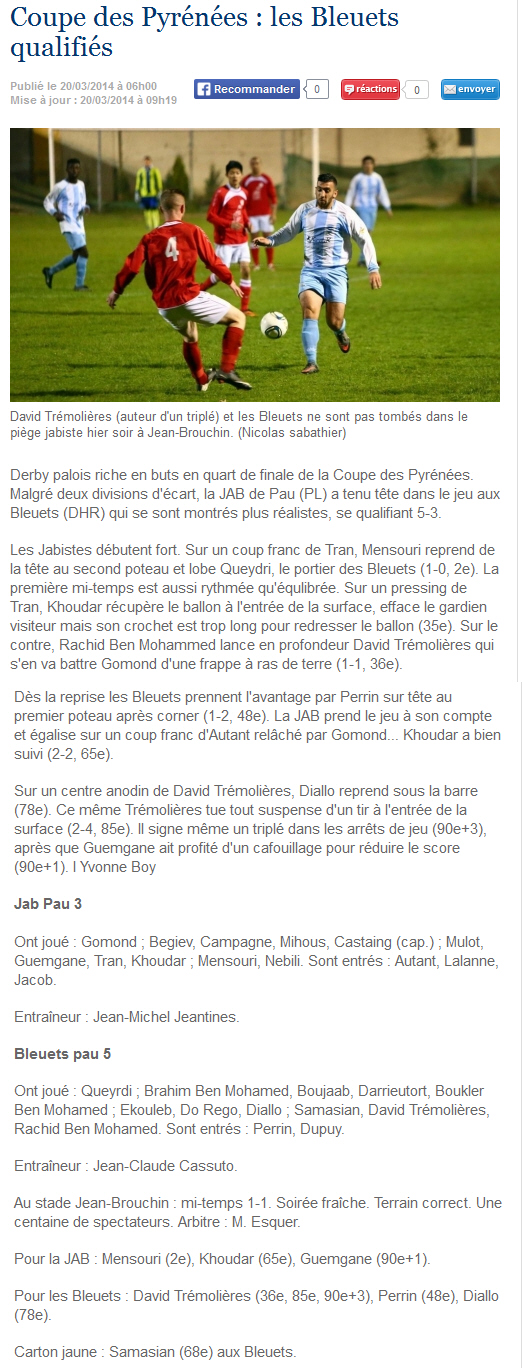 Coupe des Pyrénées : les Bleuets
qualifiés
Publié le 20/03/2014 à 06h00
Mise à jour : 20/03/2014 à 09h19
Recommander
0
réactions
0
envoyer
4
David Trémolières (auteur d'un triplé) et les Bleuets ne sont pas tombés dans le
piège jabiste hier soir à Jean-Brouchin. (Nicolas sabathier)
Derby palois riche en buts en quart de finale de la Coupe des Pyrénées.
Malgré deux divisions d'écart, la JAB de Pau (PL) a tenu tête dans le jeu aux
Bleuets (DHR) qui se sont montrés plus réalistes, se qualifiant 5-3.
Les Jabistes débutent fort. Sur un coup franc de Tran, Mensouri reprend de
la tête au second poteau et lobe Queydri, le portier des Bleuets (1-0, 2e). La
première mi-temps est aussi rythmée qu'équlibrée. Sur un pressing de
Tran, Khoudar récupère le ballon à l'entrée de la surface, efface le gardien
visiteur mais son crochet est trop long pour redresser le ballon (35e). Sur le
contre, Rachid Ben Mohammed lance en profondeur David Trémolières qui
s'en va battre Gomond d'une frappe à ras de terre (1-1, 36e).
Dès la reprise les Bleuets prennent l'avantage par Perrin sur tête au
premier poteau après corner (1-2, 48e). La JAB prend le jeu à son compte
et égalise sur un coup franc d'Autant relâché par Gomond... Khoudar a bien
suivi (2-2, 65e).
Sur un centre anodin de David Trémolières, Diallo reprend sous la barre
(78e). Ce même Trémolières tue tout suspense d'un tir à l'entrée de la
surface (2-4, 85e). Il signe même un triplé dans les arrêts de jeu (90e+3),
après que Guemgane ait profité d'un cafouillage pour réduire le score
(90e+1). I Yvonne Boy
Jab Pau 3
Ont joué : Gomond ; Begiev, Campagne, Mihous, Castaing (cap.) ; Mulot,
Guemgane, Tran, Khoudar ; Mensouri, Nebili. Sont entrés : Autant, Lalanne,
Jacob.
Entraîneur : Jean-Michel Jeantines.
Bleuets pau 5
Ont joué : Queyrdi ; Brahim Ben Mohamed, Boujaab, Darrieutort, Boukler
Ben Mohamed ; Ekouleb, Do Rego, Diallo ; Samasian, David Trémolières,
Rachid Ben Mohamed. Sont entrés : Perrin, Dupuy.
Entraîneur : Jean-Claude Cassuto.
Au stade Jean-Brouchin : mi-temps 1-1. Soirée fraîche. Terrain correct. Une
centaine de spectateurs. Arbitre : M. Esquer.
Pour la JAB : Mensouri (2e), Khoudar (65e), Guemgane (90e+1).
Pour les Bleuets : David Trémolières (36e, 85e, 90e+3), Perrin (48e), Diallo
(78e).
Carton jaune : Samasian (68e) aux Bleuets.